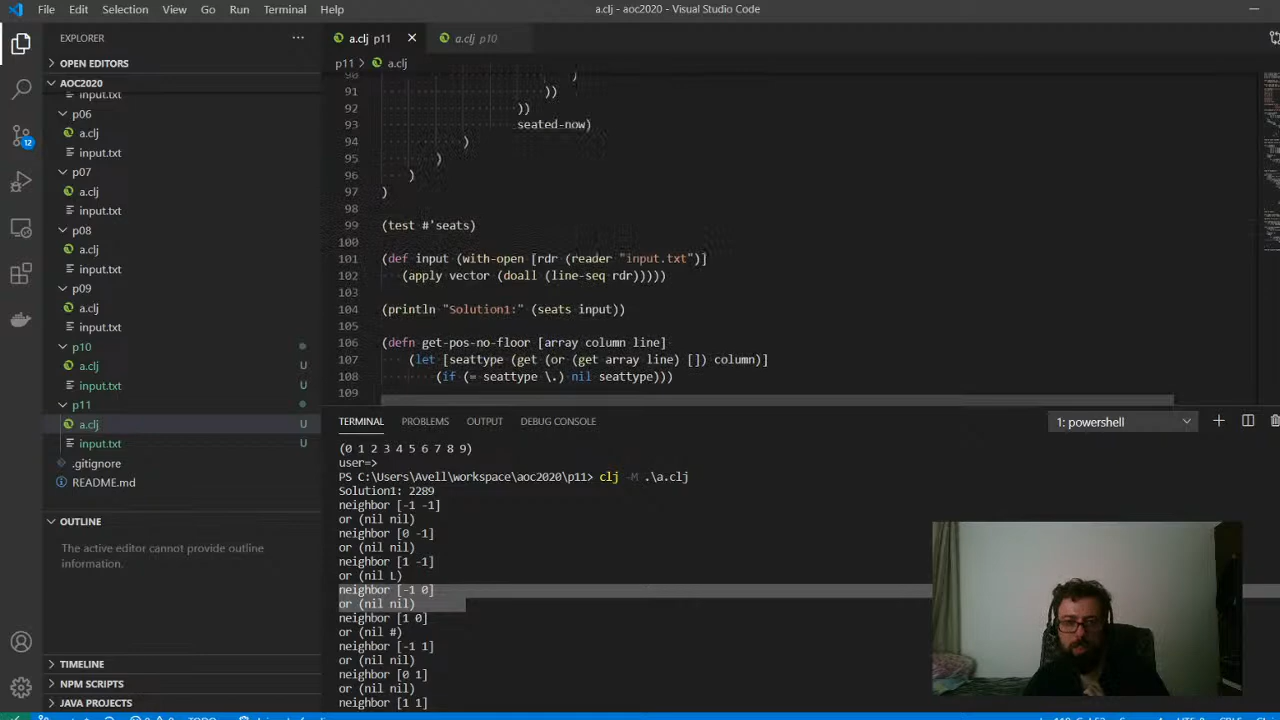 File Edit Selection View Go Run Terminal Help
a.clj - aoc2020 - Visual Studio Code
EXPLORER
OPEN EDITORS
AOC2020
input.txt
p06
a.clj
input.txt
p07
a.clj
input.txt
p08
a.clj
input.txt
p09
a.clj
input.txt
p10
a.clj U
input.txt U
p11
a.clj U
input.txt U
.gitignore
README.md
OUTLINE
The active editor cannot provide outline
information.
TIMELINE
NPM SCRIPTS
JAVA PROJECTS
12
a.clj p11
a.clj p10
p11 > a.clj
90 )
91 ))
92 ))
93 seated-now)
94 )
95 )
96 )
97 )
98
99 (test #'seats)
100
101 (def input (with-open [rdr (reader "input.txt")]
102 (apply vector (doall (line-seq rdr)))))
103
104 (println "Solution1:" (seats input))
105
106 (defn get-pos-no-floor [array column line]
107 (let [seattype (get (or (get array line) []) column)]
108 (if (= seattype \.) nil seattype)))
109
TERMINAL PROBLEMS OUTPUT DEBUG CONSOLE
1: powershell
(0 1 2 3 4 5 6 7 8 9)
user=>
PS C:\Users\Avell\workspace\aoc2020\p11> clj -M .\a.clj
Solution1: 2289
neighbor [-1 -1]
or (nil nil)
neighbor [0 -1]
or (nil nil)
neighbor [1 -1]
or (nil L)
neighbor [-1 0]
or (nil nil)
neighbor [1 0]
or (nil #)
neighbor [-1 1]
or (nil nil)
neighbor [0 1]
or (nil nil)
neighbor [1 1]